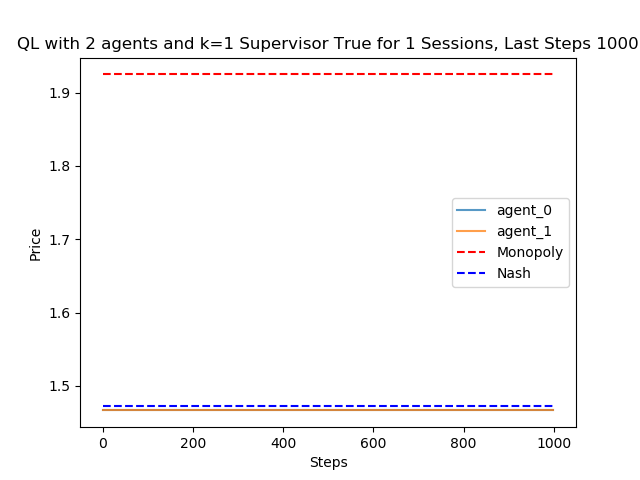 QL with 2 agents and k=1 Supervisor True for 1 Sessions, Last Steps 1000
1.9
1.8
1.7
1.6
1.5
Price
agent_0
agent_1
Monopoly
Nash
0 200 400 600 800 1000
Steps